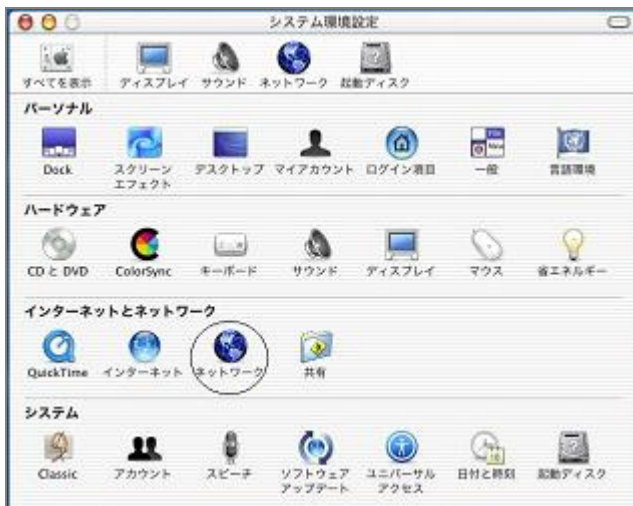 システム環境設定
すべてを表示 ディスプレイ サウンド ネットワーク 起動ディスク
パーソナル
Dock スクリーン エフェクト デスクトップ マイアカウント ログイン項目 一般 言語環境
ハードウェア
CD と DVD ColorSync キーボード サウンド ディスプレイ マウス 省エネルギー
インターネットとネットワーク
QuickTime インターネット ネットワーク 共有
システム
Classic アカウント スピーチ ソフトウェア アップデート ユニバーサル アクセス 日付と時刻 起動ディスク